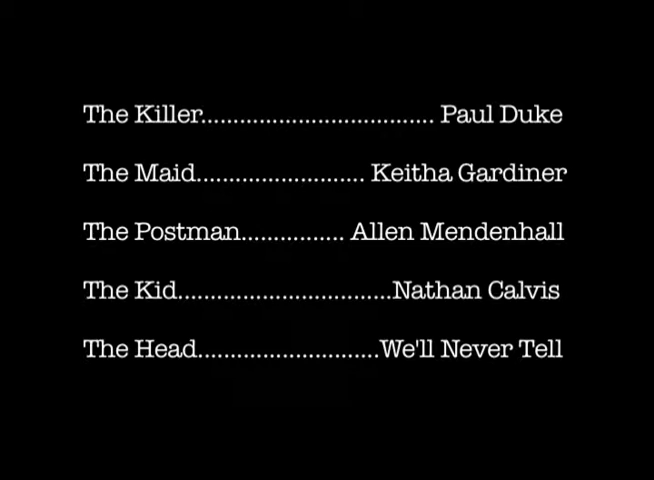 The Killer.................................... Paul Duke
The Maid.......................... Keitha Gardiner
The Postman................ Allen Mendenhall
The Kid.................................Nathan Calvis
The Head............................We'll Never Tell